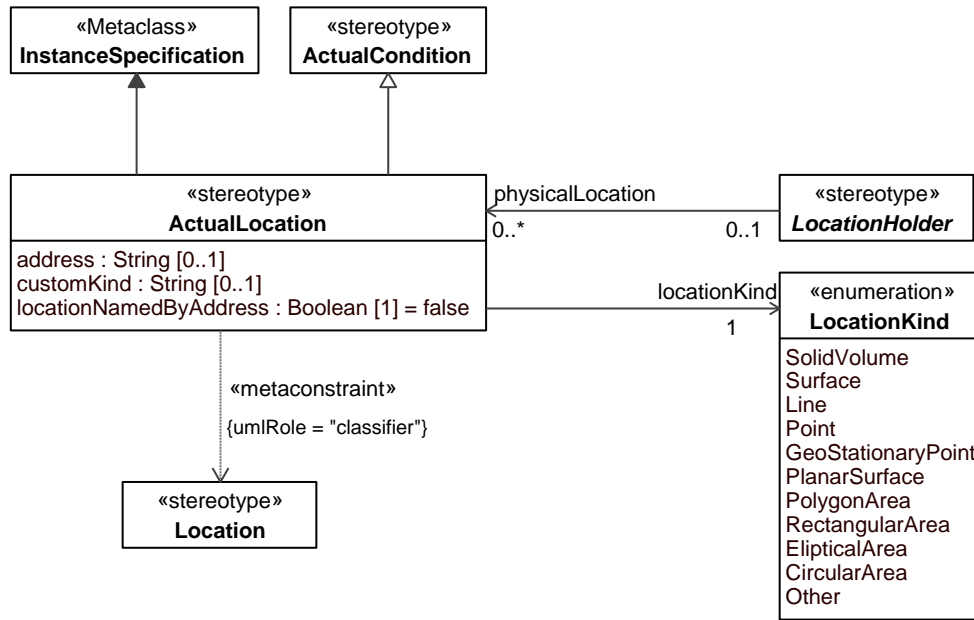 «Metaclass»
InstanceSpecification
«stereotype»
ActualCondition
«stereotype»
ActualLocation
address : String [0..1]
customKind : String [0..1]
locationNamedByAddress : Boolean [1] = false
physicalLocation
0..*
0..1
«stereotype»
LocationHolder
locationKind
1
«enumeration»
LocationKind
SolidVolume
Surface
Line
Point
GeoStationaryPoint
PlanarSurface
PolygonArea
RectangularArea
ElipticalArea
CircularArea
Other
«metaconstraint»
{umlRole = "classifier"}
«stereotype»
Location